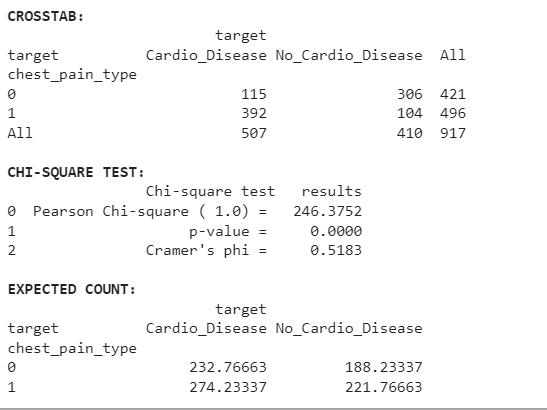 CROSSTAB:
target
target Cardio_Disease No_Cardio_Disease All
chest_pain_type
0 115 306 421
1 392 104 496
All 507 410 917
CHI-SQUARE TEST:
Chi-square test results
0 Pearson Chi-square ( 1.0) = 246.3752
1 p-value = 0.0000
2 Cramer's phi = 0.5183
EXPECTED COUNT:
target
target Cardio_Disease No_Cardio_Disease
chest_pain_type
0 232.76663 188.23337
1 274.23337 221.76663